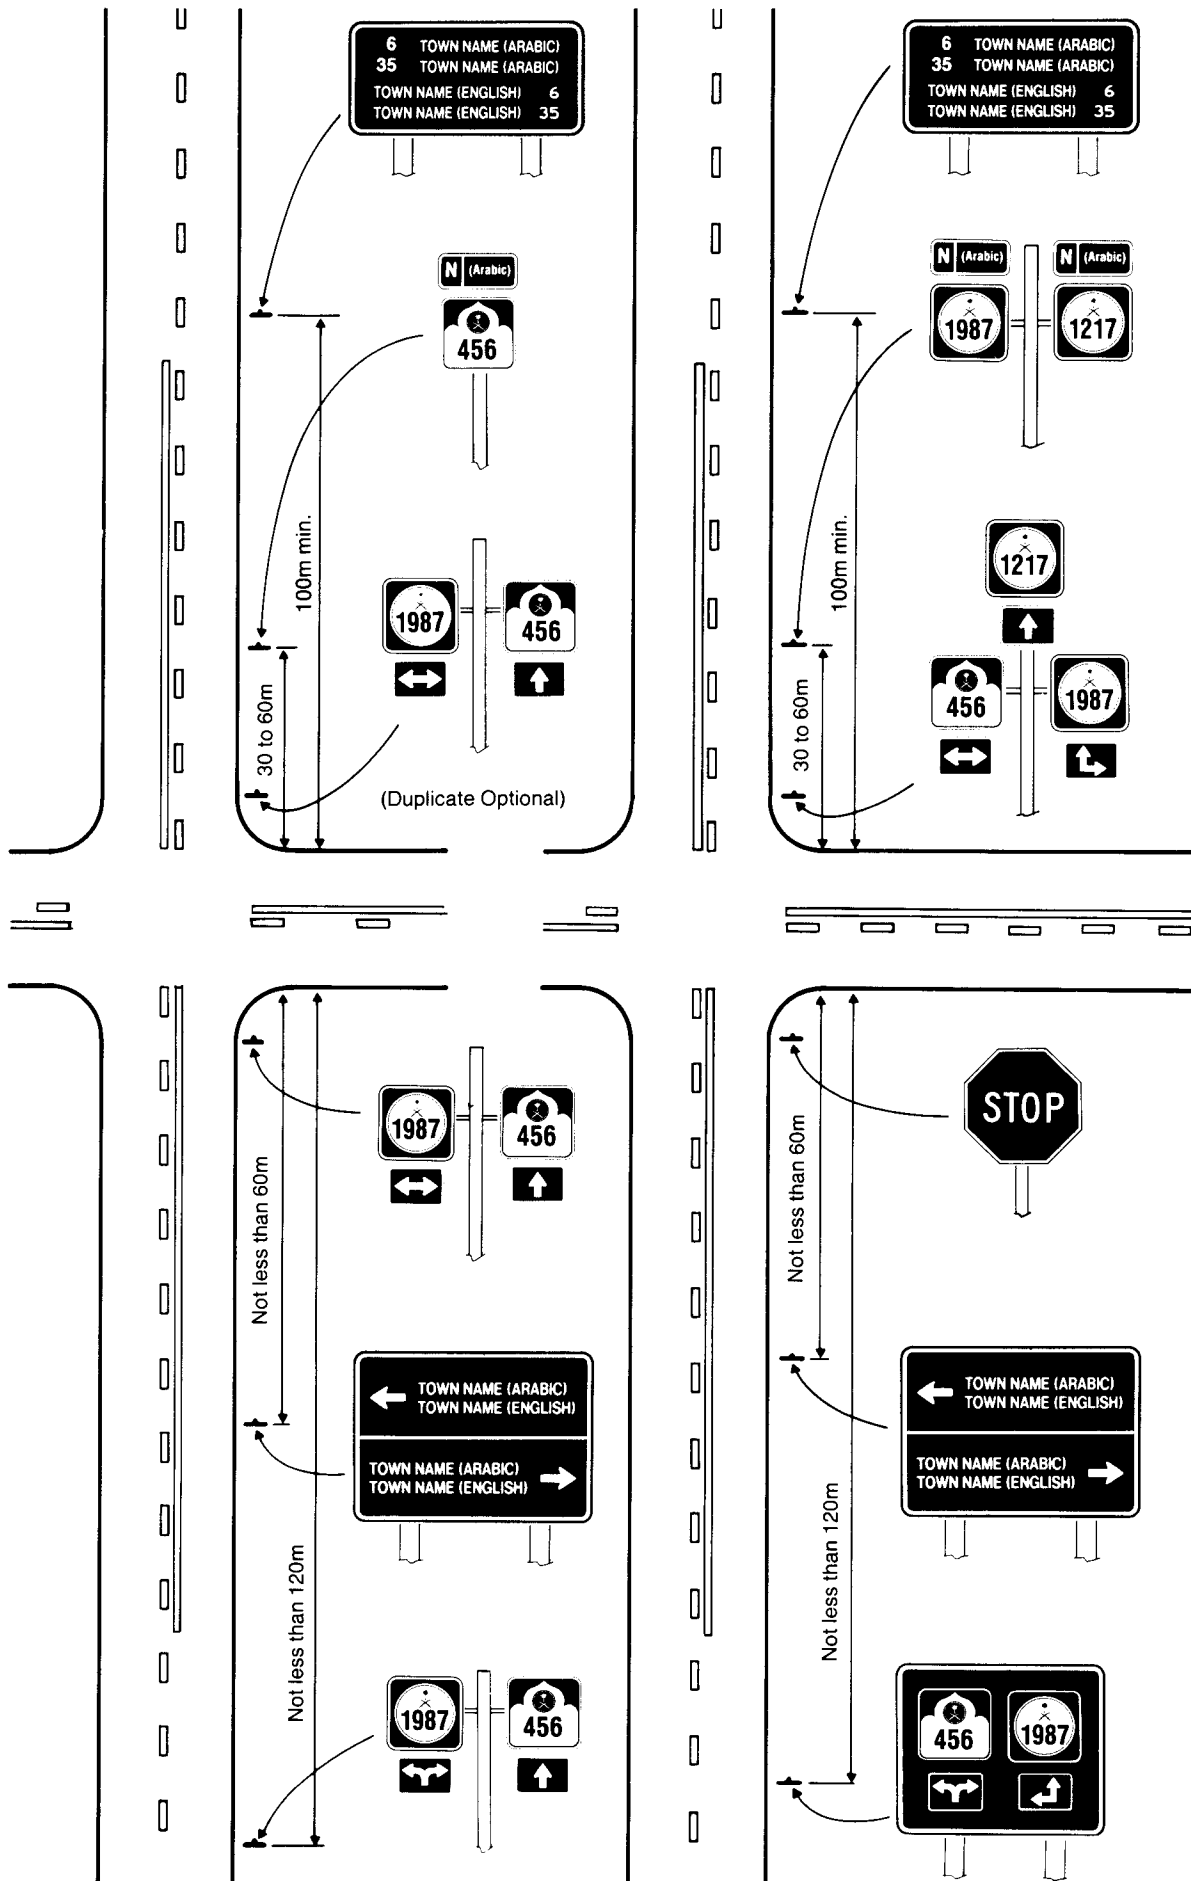 6 TOWN NAME (ARABIC)
35 TOWN NAME (ARABIC)
TOWN NAME (ENGLISH) 6
TOWN NAME (ENGLISH) 35
N (Arabic)
456
100m min.
1987
456
30 to 60m
(Duplicate Optional)
6 TOWN NAME (ARABIC)
35 TOWN NAME (ARABIC)
TOWN NAME (ENGLISH) 6
TOWN NAME (ENGLISH) 35
N (Arabic)
N (Arabic)
1987
1217
100m min.
1217
456
1987
30 to 60m
1987
456
Not less than 60m
TOWN NAME (ARABIC)
TOWN NAME (ENGLISH)
TOWN NAME (ARABIC)
TOWN NAME (ENGLISH)
Not less than 120m
1987
456
STOP
Not less than 60m
TOWN NAME (ARABIC)
TOWN NAME (ENGLISH)
TOWN NAME (ARABIC)
TOWN NAME (ENGLISH)
Not less than 120m
456
1987